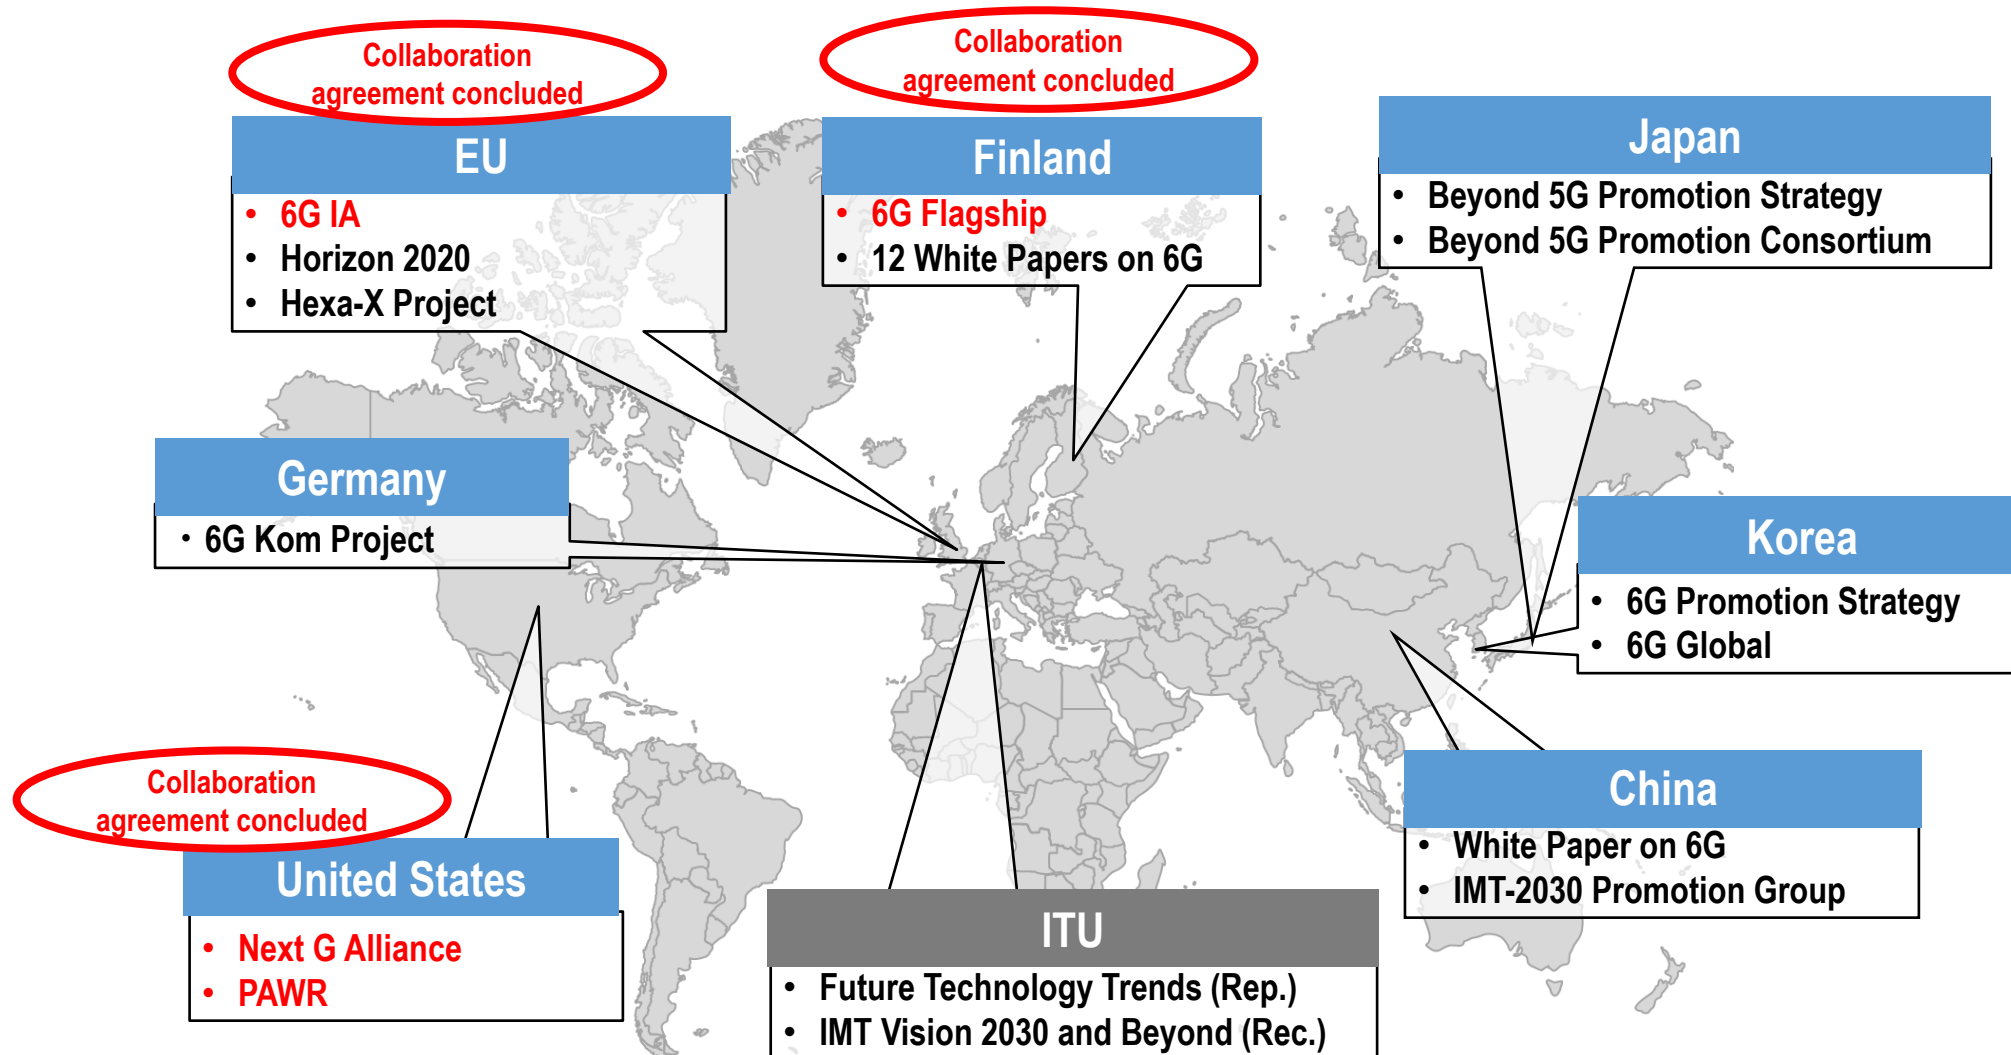 Collaboration
agreement concluded
EU
• 6G IA
• Horizon 2020
• Hexa-X Project
Collaboration
agreement concluded
Finland
• 6G Flagship
• 12 White Papers on 6G
Japan
• Beyond 5G Promotion Strategy
• Beyond 5G Promotion Consortium
Germany
• 6G Kom Project
Korea
• 6G Promotion Strategy
• 6G Global
Collaboration
agreement concluded
United States
• Next G Alliance
• PAWR
ITU
• Future Technology Trends (Rep.)
• IMT Vision 2030 and Beyond (Rec.)
China
• White Paper on 6G
• IMT-2030 Promotion Group